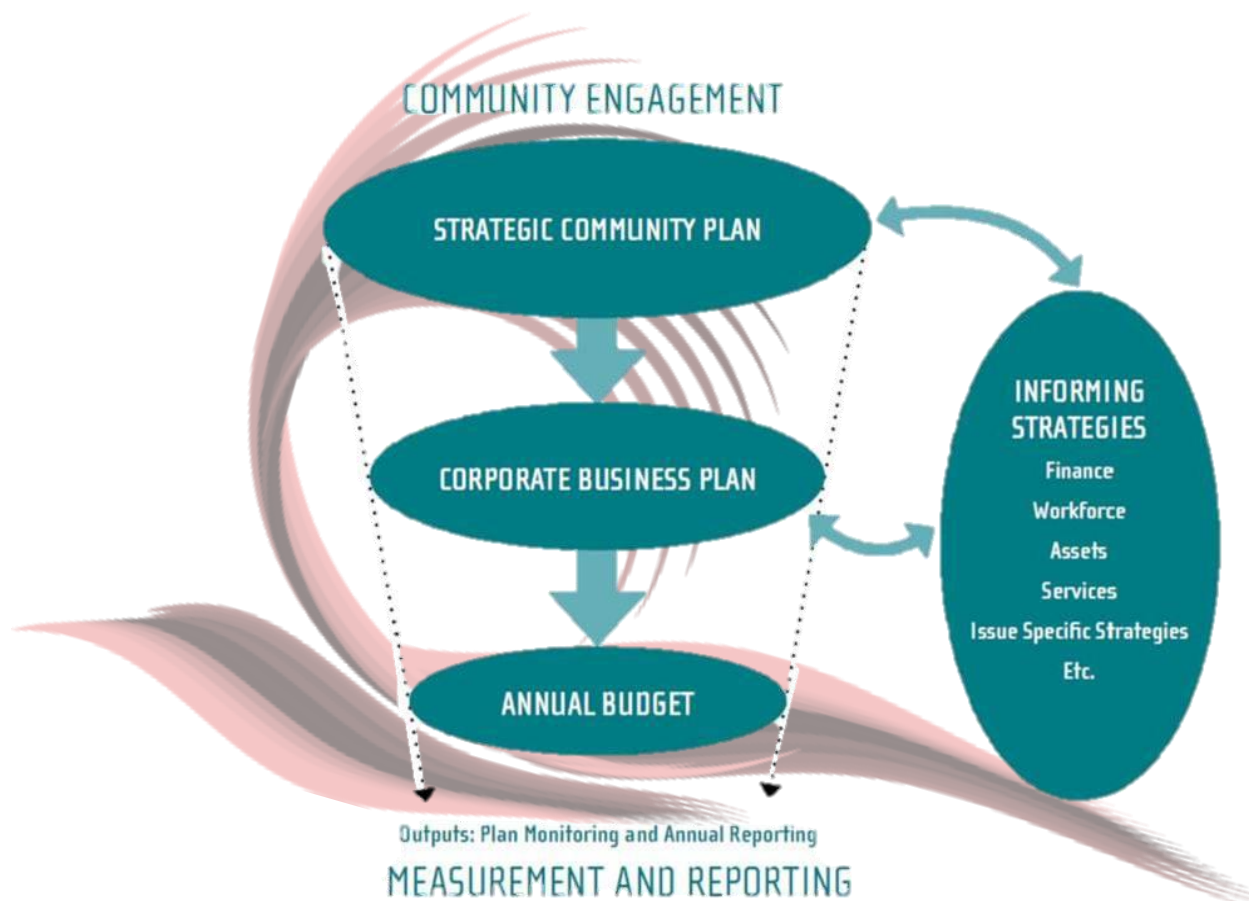 COMMUNITY ENGAGEMENT
STRATEGIC COMMUNITY PLAN
CORPORATE BUSINESS PLAN
ANNUAL BUDGET
INFORMING
STRATEGIES
Finance
Workforce
Assets
Services
Issue Specific Strategies
Etc.
Outputs: Plan Monitoring and Annual Reporting
MEASUREMENT AND REPORTING